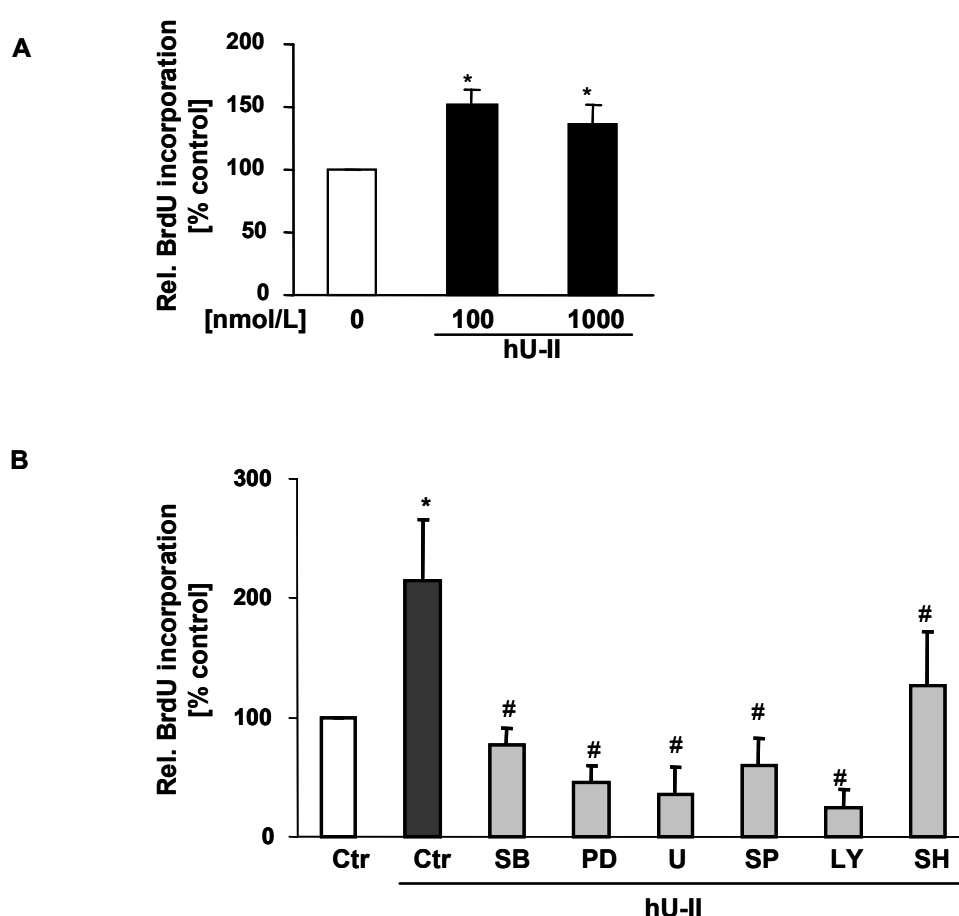 A
Rel. BrdU incorporation
[% control]
200
150
100
50
0
*
*
[nmol/L] 0 100 1000
hU-II
B
Rel. BrdU incorporation
[% control]
300
200
100
0
*
#
#
#
#
#
#
Ctr Ctr SB PD U SP LY SH
hU-II